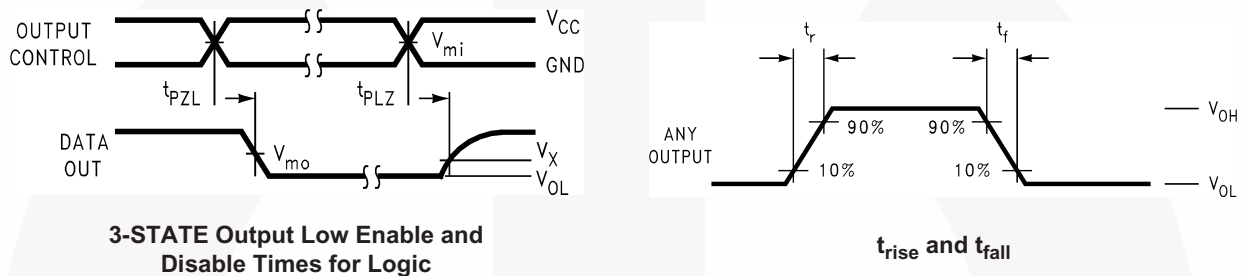 OUTPUT
CONTROL
V_CC
V_mi
GND
t_PZL
t_PLZ
DATA
OUT
V_mo
V_X
V_OL
3-STATE Output Low Enable and
Disable Times for Logic
t_r
t_f
ANY
OUTPUT
90%
90%
10%
10%
V_OH
V_OL
t_rise and t_fall